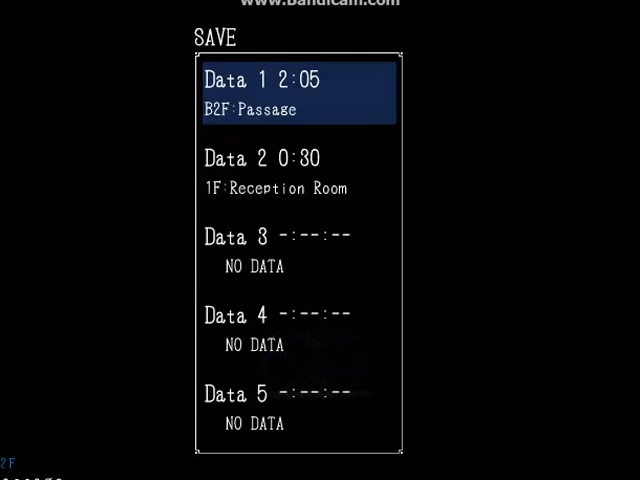 www.Bandicam.com
SAVE
Data 1 2:05
B2F:Passage
Data 2 0:30
1F:Reception Room
Data 3 -:--:--
NO DATA
Data 4 -:--:--
NO DATA
Data 5 -:--:--
NO DATA
2F